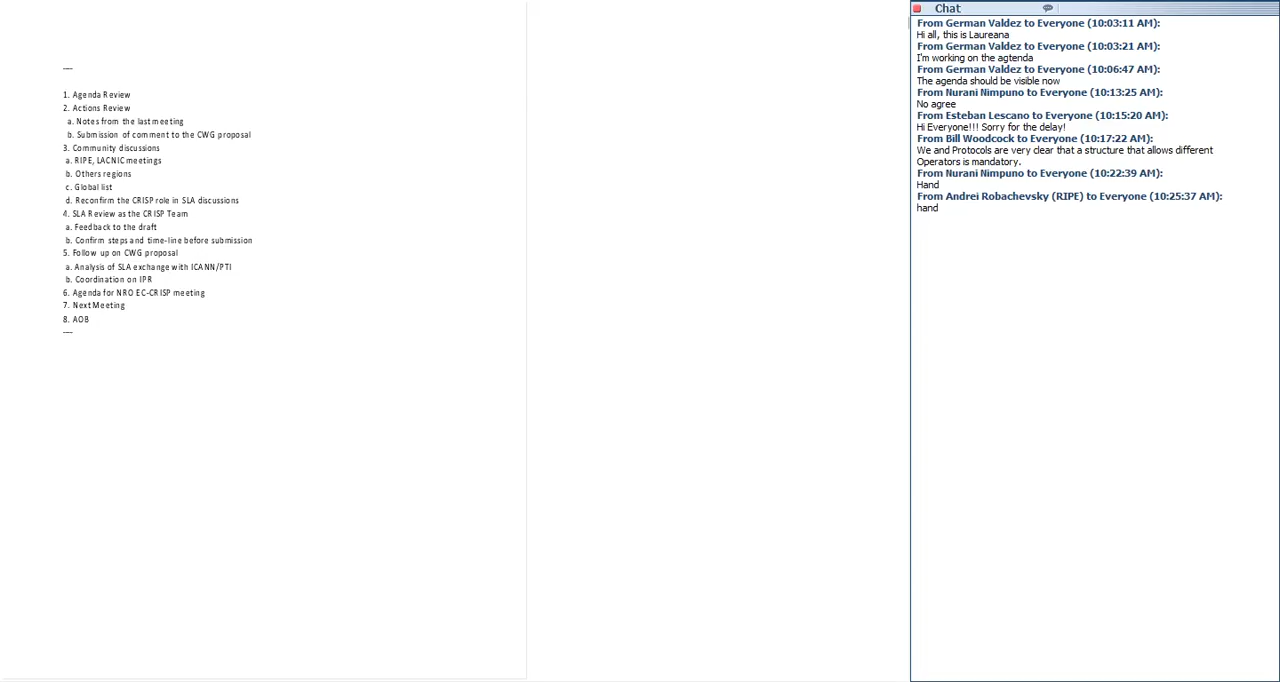 ---
1. Agenda Review
2. Actions Review
a. Notes from the last meeting
b. Submission of comment to the CWG proposal
3. Community discussions
a. RIPE, LACNIC meetings
b. Others regions
c. Global list
d. Reconfirm the CRISP role in SLA discussions
4. SLA Review as the CRISP Team
a. Feedback to the draft
b. Confirm steps and time-line before submission
5. Follow up on CWG proposal
a. Analysis of SLA exchange with ICANN/PTI
b. Coordination on IPR
6. Agenda for NRO EC-CRISP meeting
7. Next Meeting
8. AOB
---
Chat
From German Valdez to Everyone (10:03:11 AM):
Hi all, this is Laureana
From German Valdez to Everyone (10:03:21 AM):
I'm working on the agtenda
From German Valdez to Everyone (10:06:47 AM):
The agenda should be visible now
From Nurani Nimpuno to Everyone (10:13:25 AM):
No agree
From Esteban Lescano to Everyone (10:15:20 AM):
Hi Everyone!!! Sorry for the delay!
From Bill Woodcock to Everyone (10:17:22 AM):
We and Protocols are very clear that a structure that allows different
Operators is mandatory.
From Nurani Nimpuno to Everyone (10:22:39 AM):
Hand
From Andrei Robachevsky (RIPE) to Everyone (10:25:37 AM):
hand